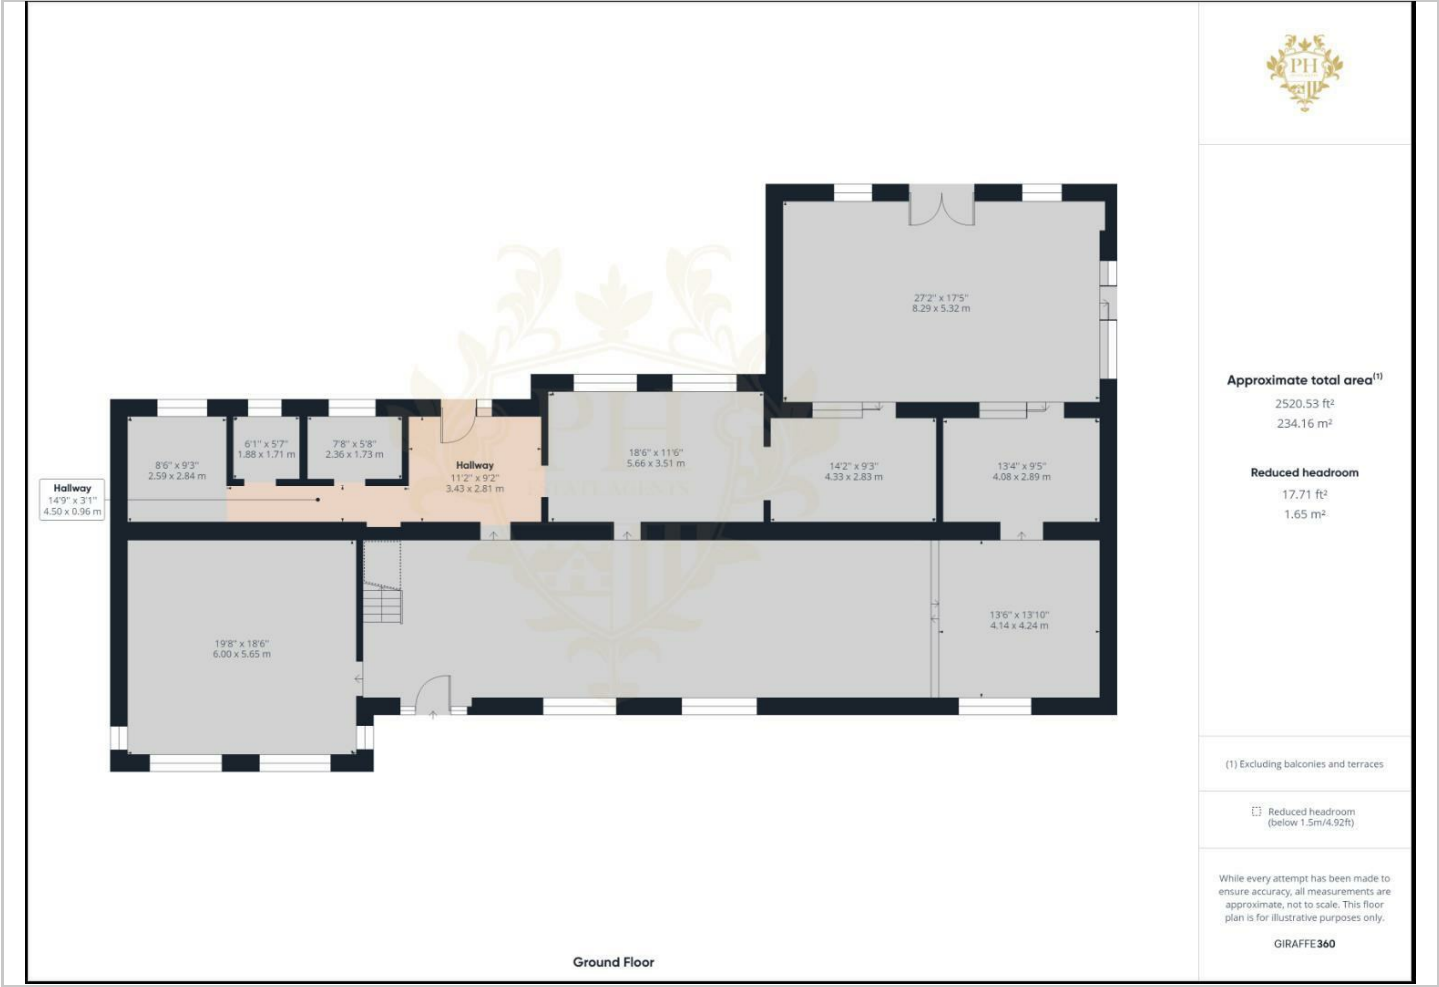 PH
27'2" x 17'5"
8.29 x 5.32 m
8'6" x 9'3"
2.59 x 2.84 m
6'1" x 5'7"
1.88 x 1.71 m
7'8" x 5'8"
2.36 x 1.73 m
Hallway
11'2" x 9'2"
3.43 x 2.81 m
18'6" x 11'6"
5.66 x 3.51 m
14'2" x 9'3"
4.33 x 2.83 m
13'4" x 9'5"
4.08 x 2.89 m
Hallway
14'9" x 3'1"
4.50 x 0.96 m
PH
ESTATE AGENTS
19'8" x 18'6"
6.00 x 5.65 m
13'6" x 13'10"
4.14 x 4.24 m
Ground Floor
Approximate total area(1)
2520.53 ft²
234.16 m²
Reduced headroom
17.71 ft²
1.65 m²
(1) Excluding balconies and terraces
Reduced headroom
(below 1.5m/4.92ft)
While every attempt has been made to
ensure accuracy, all measurements are
approximate, not to scale. This floor
plan is for illustrative purposes only.
GIRAFFE360